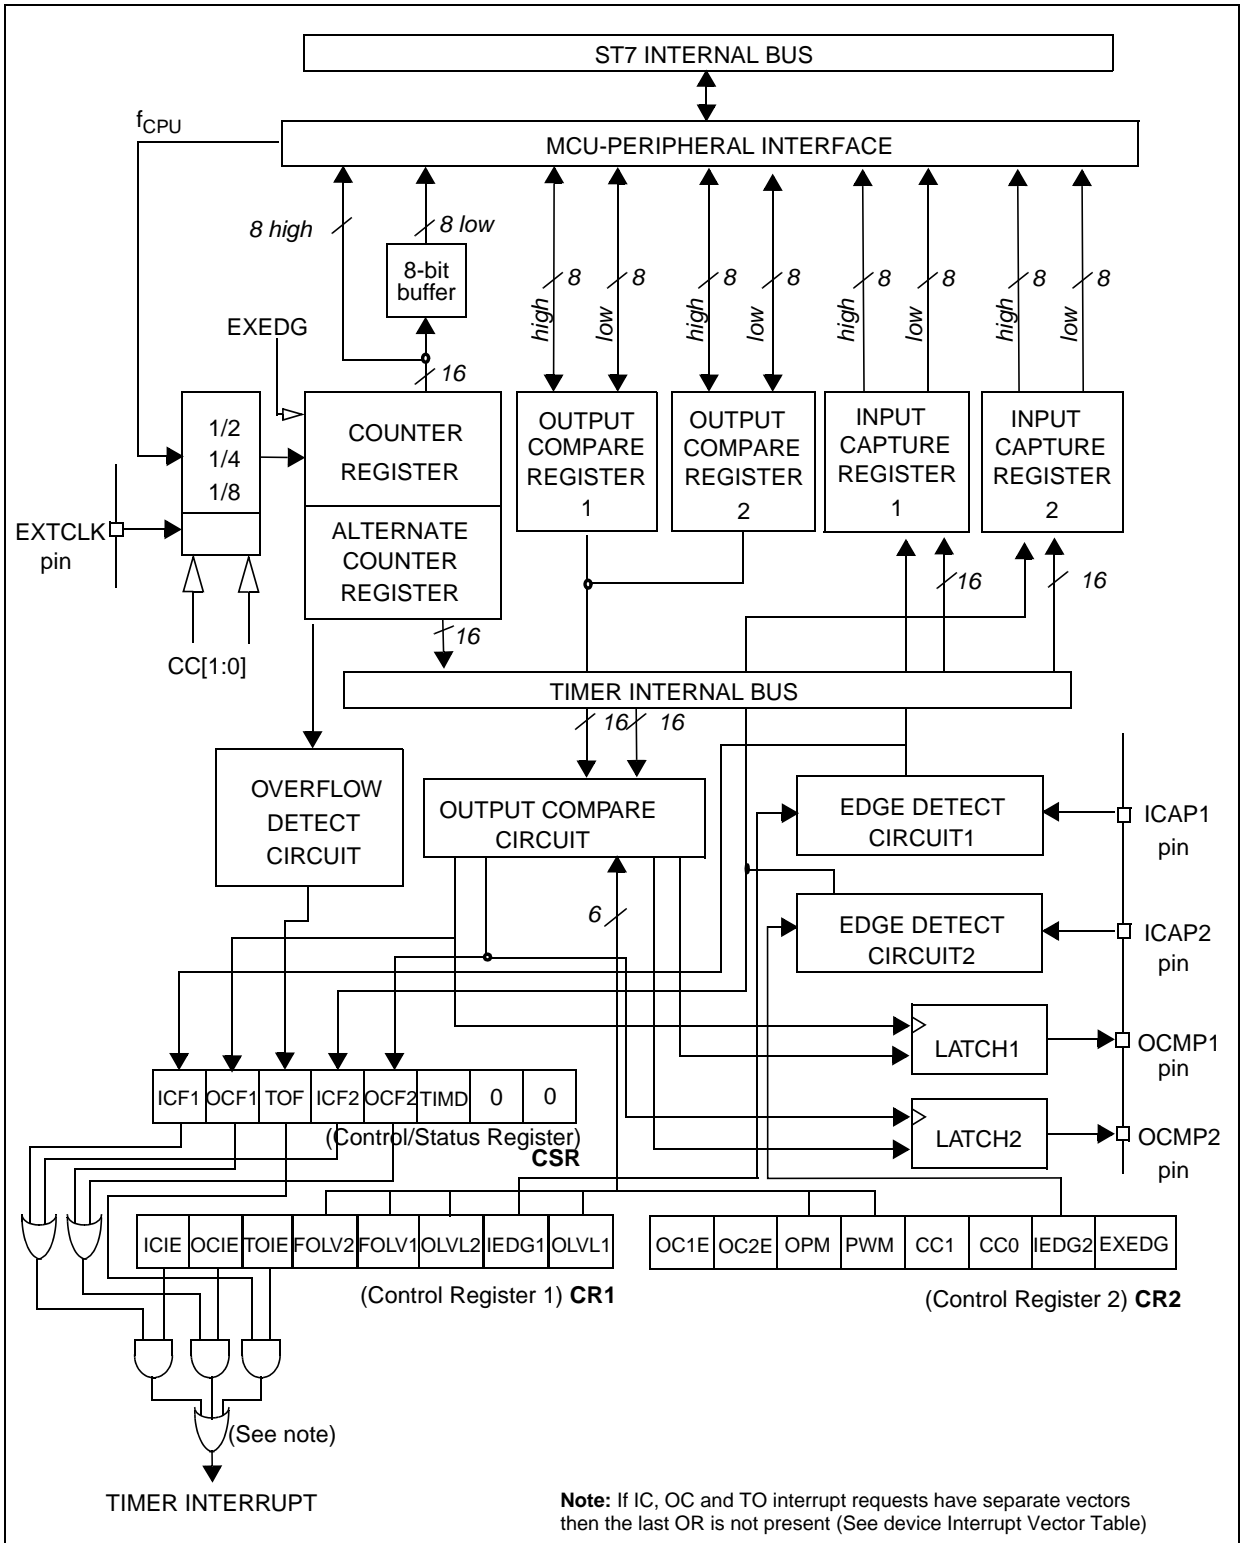 ST7 INTERNAL BUS
fCPU
MCU-PERIPHERAL INTERFACE
8 high
8 low
8-bit
buffer
8
8
8
8
8
8
8
8
high
low
high
low
high
low
high
low
EXEDG
16
1/2
1/4
1/8
COUNTER
REGISTER
OUTPUT
COMPARE
REGISTER
1
OUTPUT
COMPARE
REGISTER
2
INPUT
CAPTURE
REGISTER
1
INPUT
CAPTURE
REGISTER
2
EXTCLK
pin
ALTERNATE
COUNTER
REGISTER
16
16
16
CC[1:0]
TIMER INTERNAL BUS
16
16
OVERFLOW
DETECT
CIRCUIT
OUTPUT COMPARE
CIRCUIT
EDGE DETECT
CIRCUIT1
ICAP1
pin
6
EDGE DETECT
CIRCUIT2
ICAP2
pin
LATCH1
OCMP1
pin
ICF1 OCF1 TOF ICF2 OCF2 TIMD 0 0
(Control/Status Register)
CSR
LATCH2
OCMP2
pin
ICIE OCIE TOIE FOLV2 FOLV1 OLVL2 IEDG1 OLVL1
(Control Register 1) CR1
OC1E OC2E OPM PWM CC1 CC0 IEDG2 EXEDG
(Control Register 2) CR2
(See note)
TIMER INTERRUPT
Note: If IC, OC and TO interrupt requests have separate vectors
then the last OR is not present (See device Interrupt Vector Table)